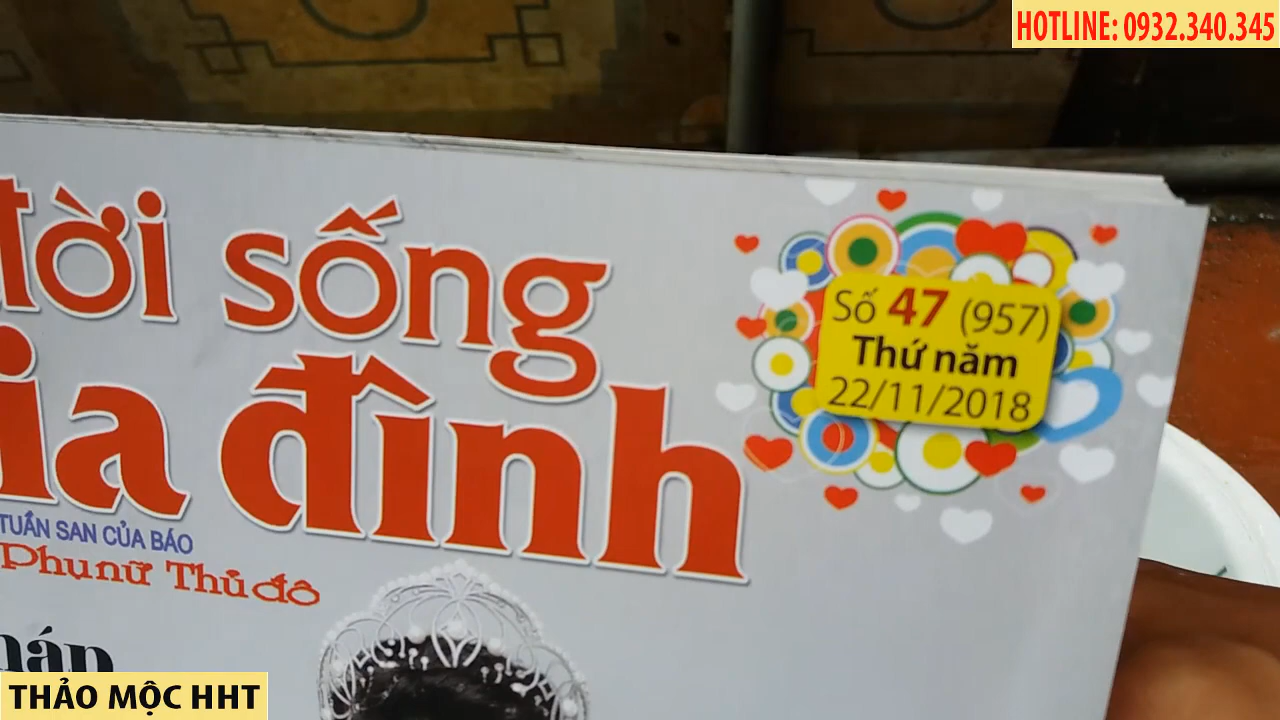 HOTLINE: 0932.340.345
đời sống
ia đình
Số 47 (957)
Thứ năm
22/11/2018
TUẦN SAN CỦA BÁO
Phụ nữ Thủ đô
THẢO MỘC HHT